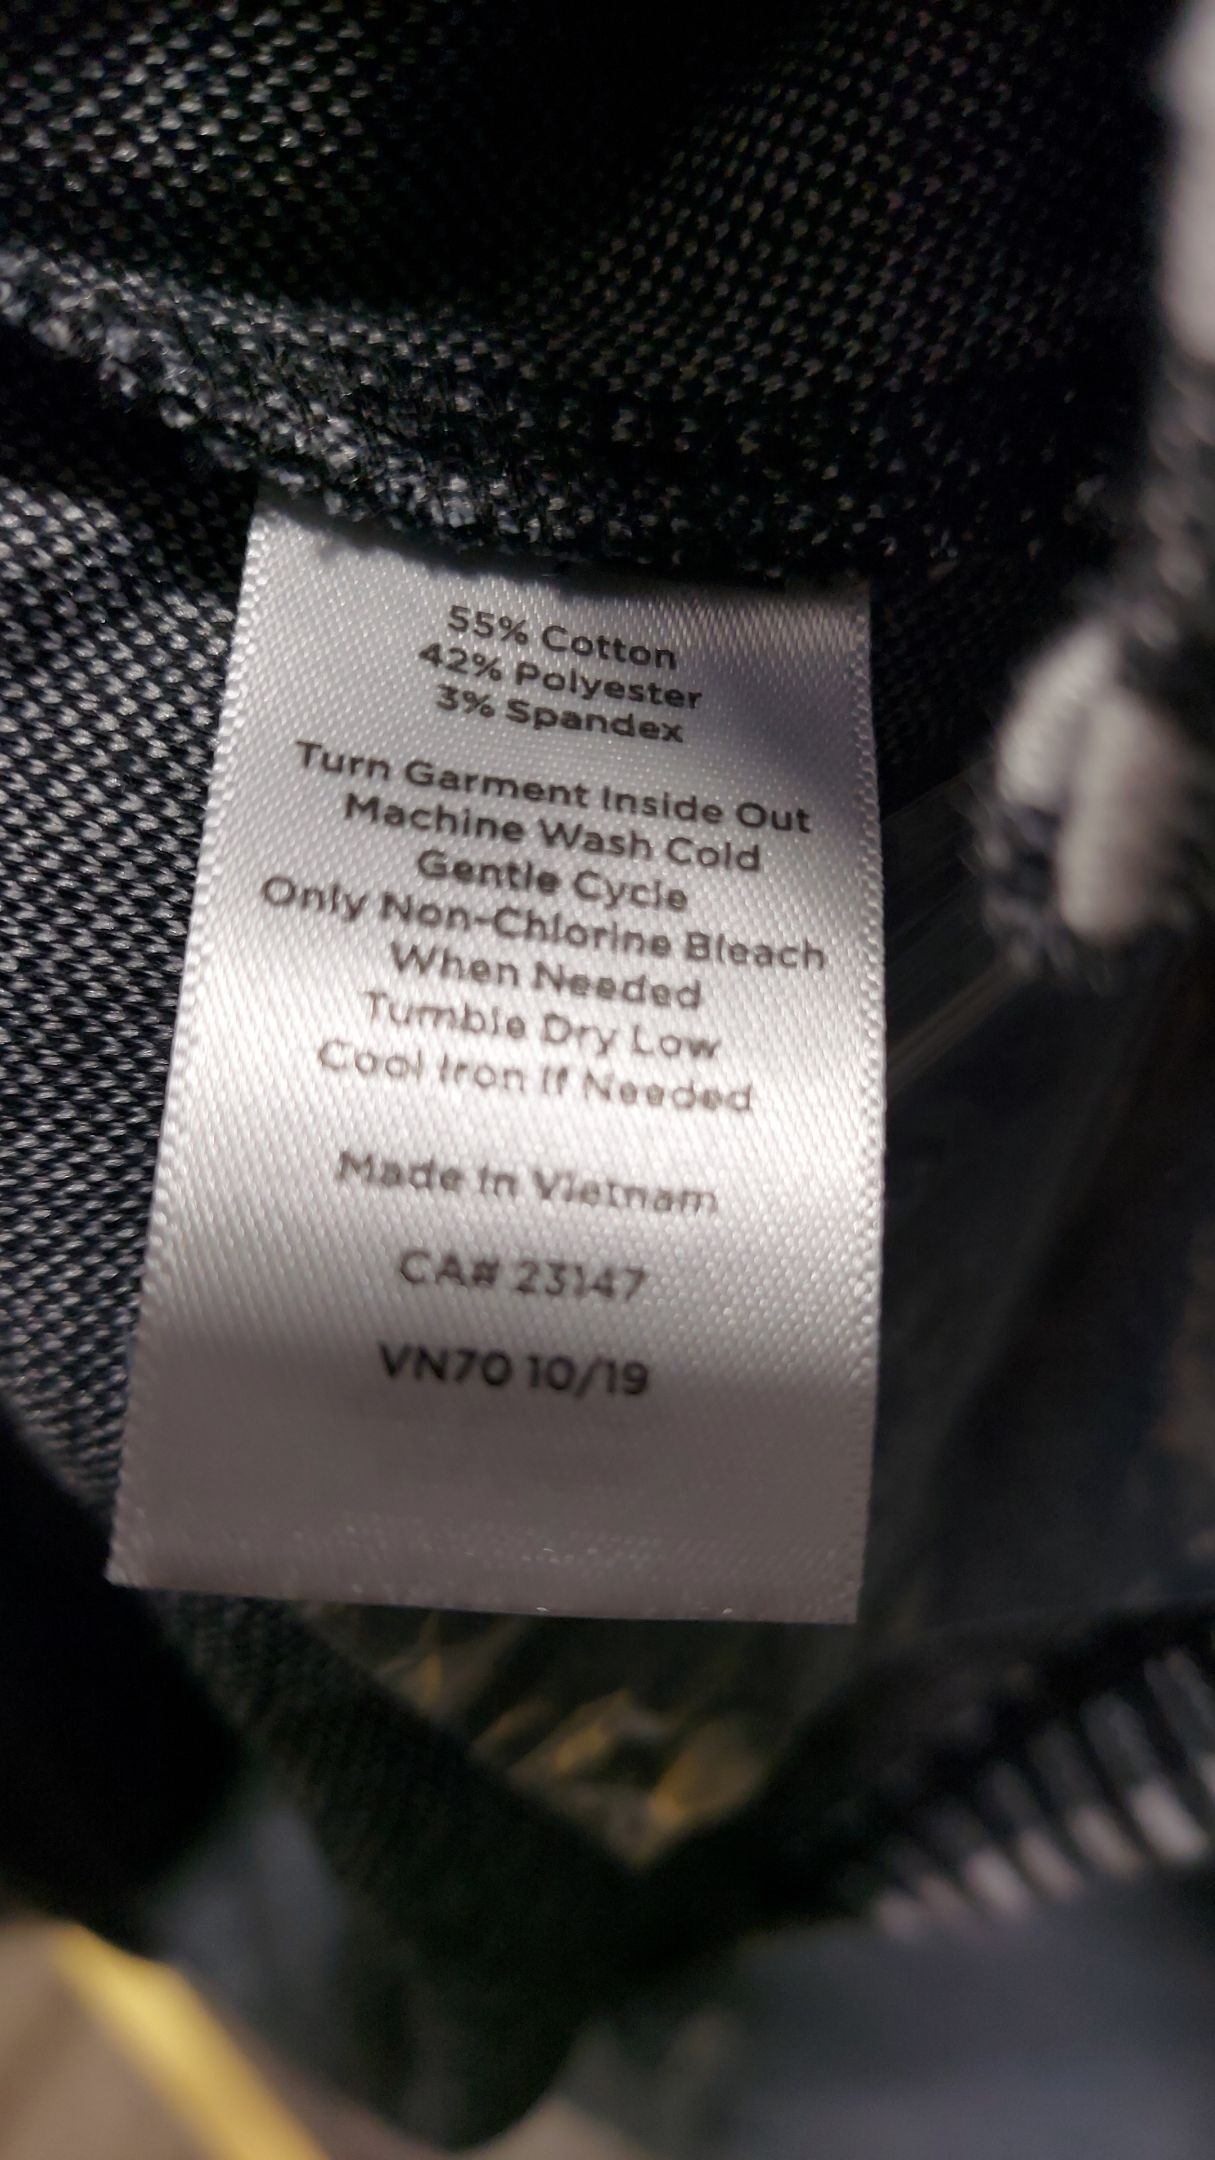 55% Cotton
42% Polyester
3% Spandex
Turn Garment Inside Out
Machine Wash Cold
Gentle Cycle
Only Non-Chlorine Bleach
When Needed
Tumble Dry Low
Cool Iron If Needed
Made in Vietnam
CA# 23147
VN70 10/19